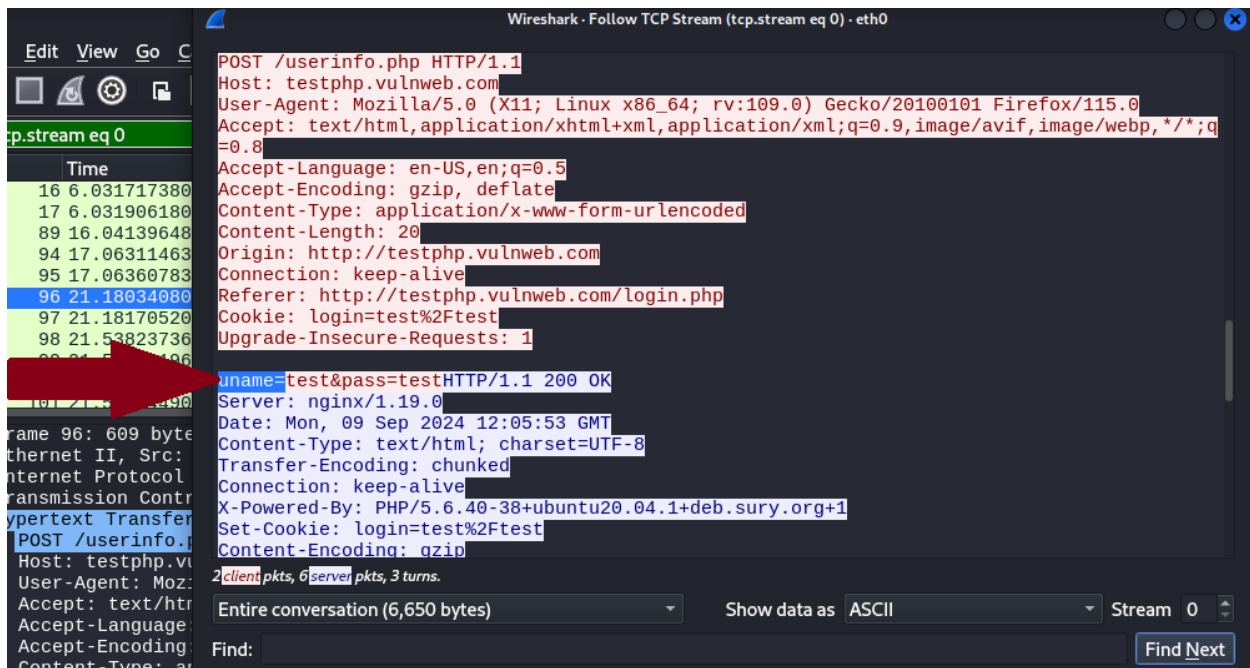 Wireshark · Follow TCP Stream (tcp.stream eq 0) · eth0
Edit View Go C
tcp.stream eq 0
Time
16 6.031717380
17 6.031906180
89 16.04139648
94 17.06311463
95 17.06360783
96 21.18034080
97 21.18170520
98 21.53823736
POST /userinfo.php HTTP/1.1
Host: testphp.vulnweb.com
User-Agent: Mozilla/5.0 (X11; Linux x86_64; rv:109.0) Gecko/20100101 Firefox/115.0
Accept: text/html,application/xhtml+xml,application/xml;q=0.9,image/avif,image/webp,*/*;q
=0.8
Accept-Language: en-US,en;q=0.5
Accept-Encoding: gzip, deflate
Content-Type: application/x-www-form-urlencoded
Content-Length: 20
Origin: http://testphp.vulnweb.com
Connection: keep-alive
Referer: http://testphp.vulnweb.com/login.php
Cookie: login=test%2Ftest
Upgrade-Insecure-Requests: 1
uname=test&pass=testHTTP/1.1 200 OK
Server: nginx/1.19.0
Date: Mon, 09 Sep 2024 12:05:53 GMT
Content-Type: text/html; charset=UTF-8
Transfer-Encoding: chunked
Connection: keep-alive
X-Powered-By: PHP/5.6.40-38+ubuntu20.04.1+deb.sury.org+1
Set-Cookie: login=test%2Ftest
Content-Encoding: gzip
rame 96: 609 byte
thernet II, Src:
nternet Protocol
ransmission Contr
ypertext Transfer
POST /userinfo.p
Host: testphp.vu
User-Agent: Moz
Accept: text/htm
Accept-Language
Accept-Encoding
2 client pkts, 6 server pkts, 3 turns.
Entire conversation (6,650 bytes)
Show data as ASCII
Stream 0
Find:
Find Next